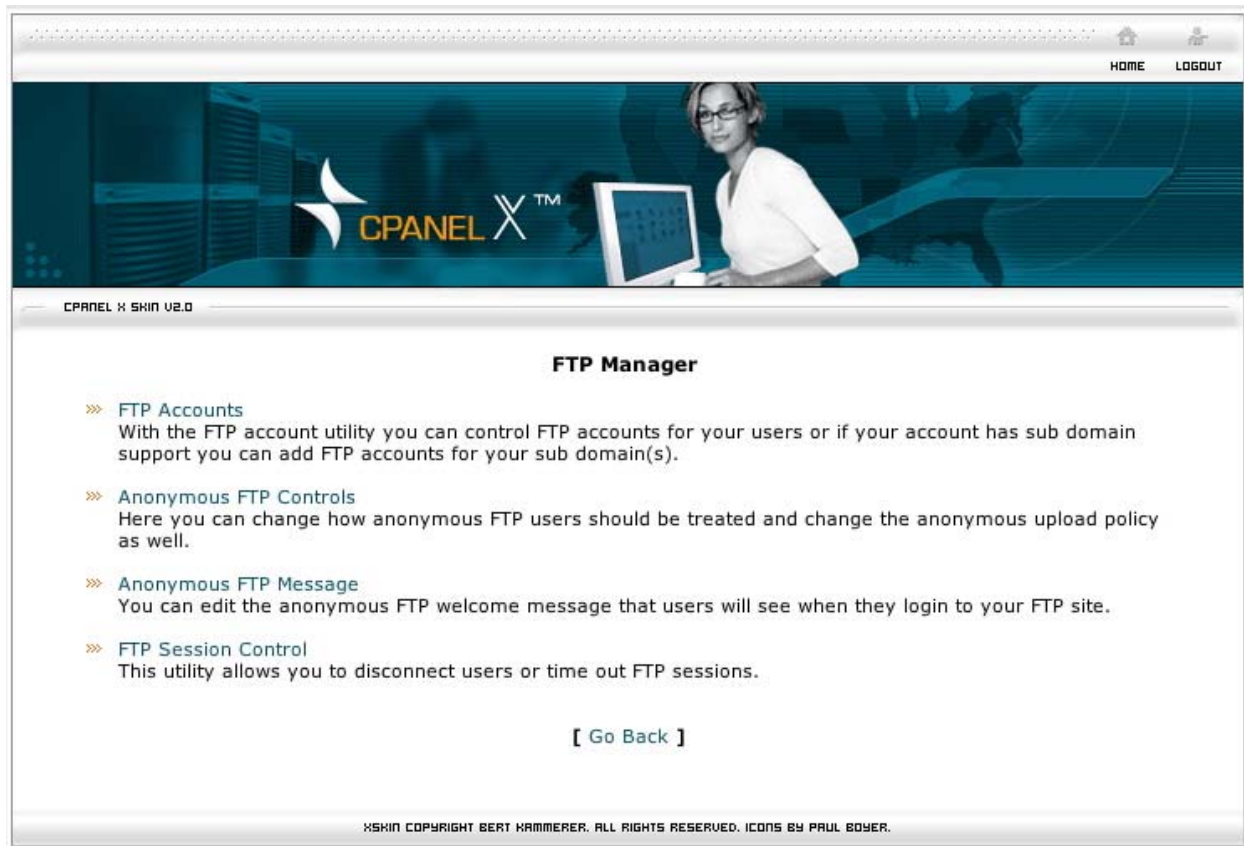 HOME LOGOUT
CPANEL X ™
CPANEL X SKIN V2.0
FTP Manager
FTP Accounts
With the FTP account utility you can control FTP accounts for your users or if your account has sub domain
support you can add FTP accounts for your sub domain(s).
Anonymous FTP Controls
Here you can change how anonymous FTP users should be treated and change the anonymous upload policy
as well.
Anonymous FTP Message
You can edit the anonymous FTP welcome message that users will see when they login to your FTP site.
FTP Session Control
This utility allows you to disconnect users or time out FTP sessions.
[ Go Back ]
XSKIN COPYRIGHT BERT KAMMERER. ALL RIGHTS RESERVED. ICONS BY PAUL BOYER.